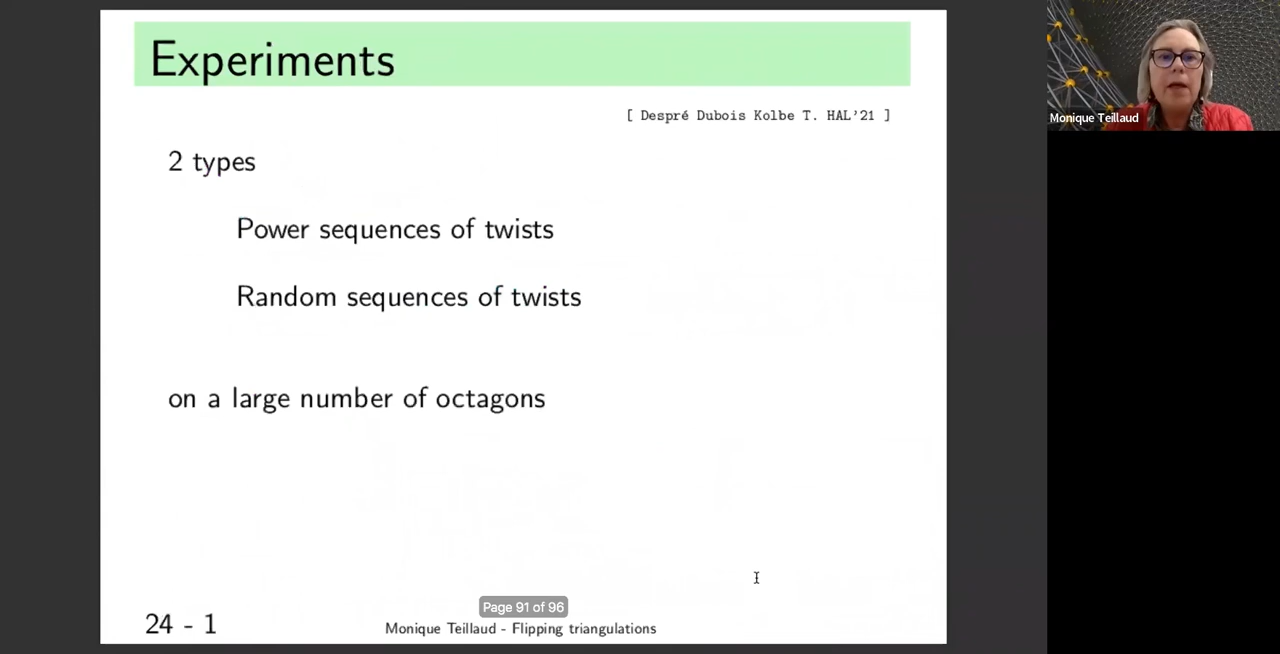 Experiments
[ Despré Dubois Kolbe T. HAL'21 ]
2 types
Power sequences of twists
Random sequences of twists
on a large number of octagons
Page 91 of 96
24 - 1
Monique Teillaud - Flipping triangulations
Monique Teillaud